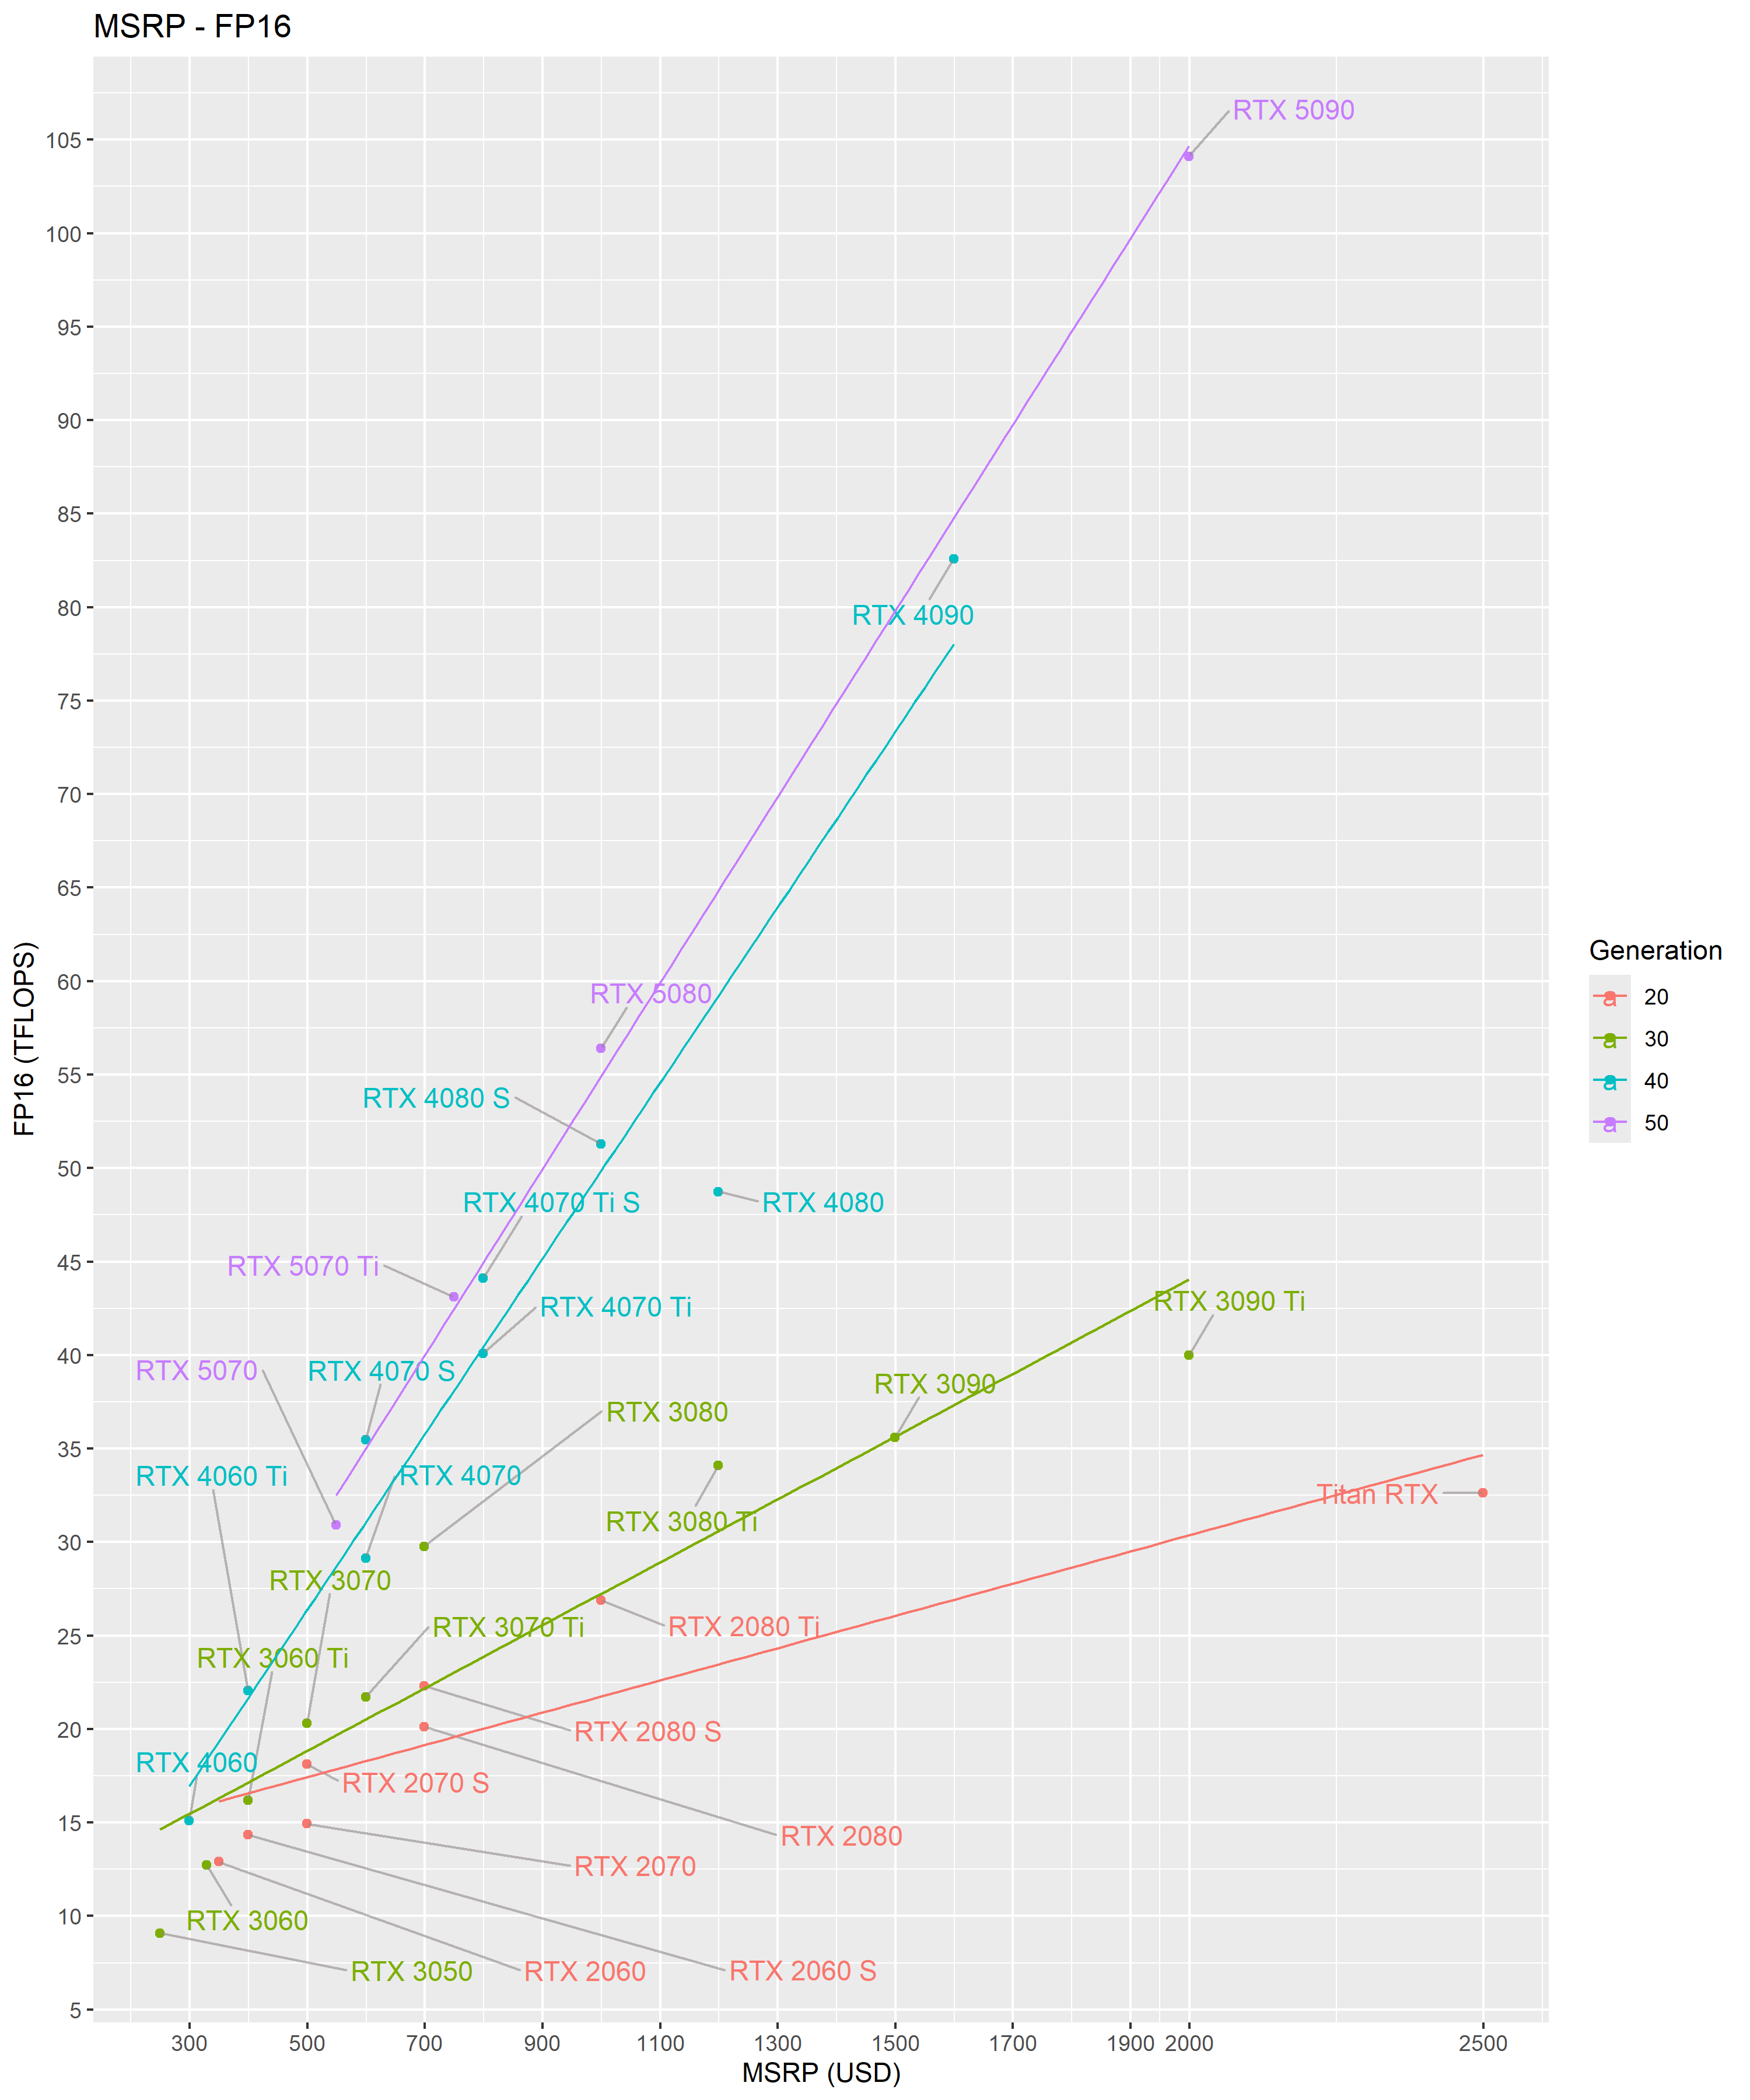 MSRP - FP16
RTX 5090
105
100
95
90
85
RTX 4090
80
75
70
65
60
RTX 5080
55
RTX 4080 S
50
RTX 4070 Ti S
RTX 4080
45
RTX 5070 Ti
RTX 4070 Ti
RTX 3090 Ti
40
RTX 5070
RTX 4070 S
RTX 3090
RTX 3080
35
RTX 4060 Ti
RTX 4070
Titan RTX
RTX 3080 Ti
30
RTX 3070
25
RTX 3070 Ti
RTX 2080 Ti
RTX 3060 Ti
20
RTX 2080 S
RTX 4060
RTX 2070 S
15
RTX 2080
RTX 2070
10
RTX 3060
RTX 3050
RTX 2060
RTX 2060 S
5
300 500 700 900 1100 1300 1500 1700 1900 2000 2500
MSRP (USD)
FP16 (TFLOPS)
Generation
a 20
a 30
a 40
a 50